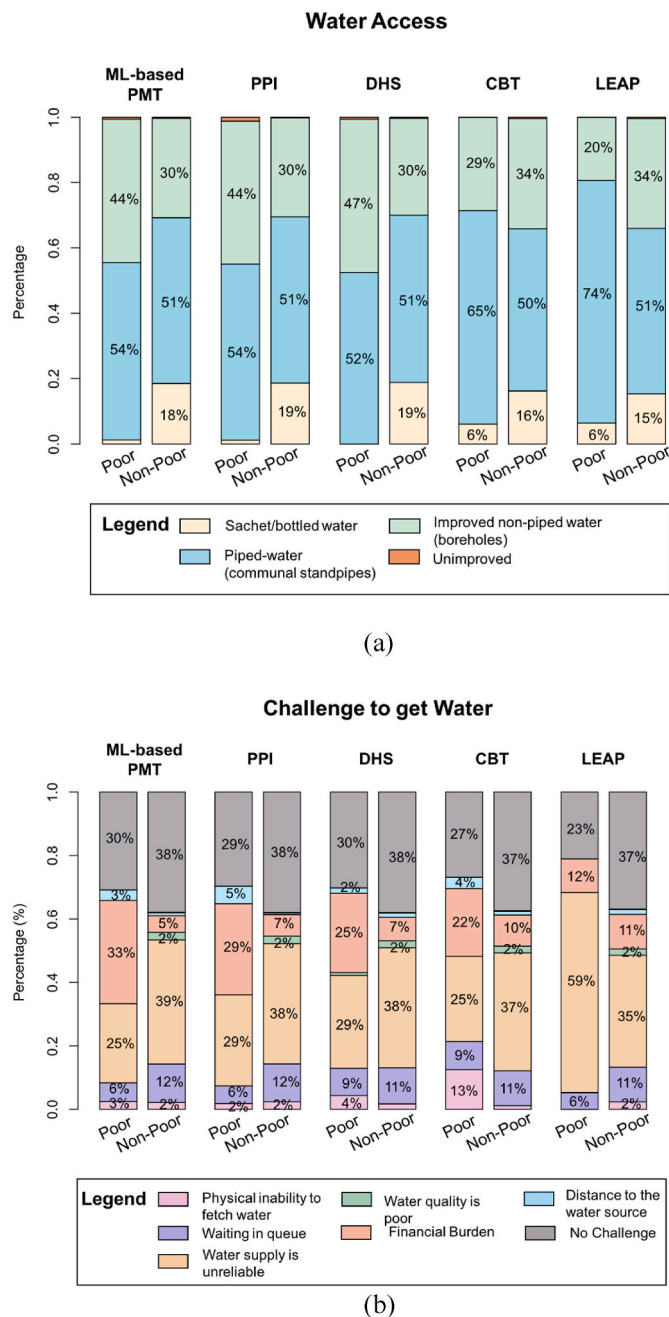 Water Access
ML-based
PMT
PPI
DHS
CBT
LEAP
Percentage
1.0
0.8
0.6
0.4
0.2
0.0
44%
54%
30%
51%
18%
44%
54%
30%
51%
19%
47%
52%
30%
51%
19%
29%
65%
6%
34%
50%
16%
20%
74%
6%
34%
51%
15%
Poor
Non-Poor
Poor
Non-Poor
Poor
Non-Poor
Poor
Non-Poor
Poor
Non-Poor
Legend
Sachet/bottled water
Piped-water
(communal standpipes)
Improved non-piped water
(boreholes)
Unimproved
(a)
Challenge to get Water
ML-based
PMT
PPI
DHS
CBT
LEAP
Percentage (%)
1.0
0.8
0.6
0.4
0.2
0.0
30%
3%
33%
25%
6%
3%
38%
5%
2%
39%
12%
2%
29%
5%
29%
29%
6%
2%
38%
7%
2%
38%
12%
2%
30%
2%
25%
29%
9%
4%
38%
7%
2%
38%
11%
27%
4%
22%
25%
9%
13%
37%
10%
2%
37%
11%
23%
12%
59%
6%
37%
11%
2%
35%
11%
2%
Poor
Non-Poor
Poor
Non-Poor
Poor
Non-Poor
Poor
Non-Poor
Poor
Non-Poor
Legend
Physical inability to
fetch water
Waiting in queue
Water supply is
unreliable
Water quality is
poor
Financial Burden
Distance to the
water source
No Challenge
(b)